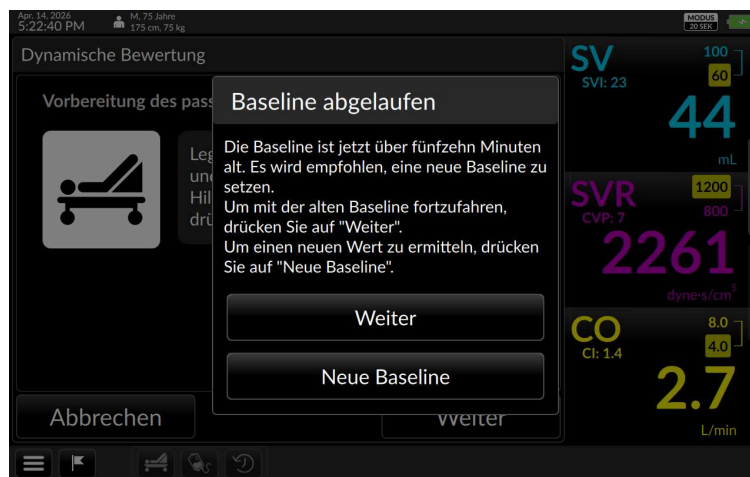 Apr. 14, 2026
5:22:40 PM
M, 75 Jahre
175 cm, 75 kg
MODUS
20 SEK
Dynamische Bewertung
Vorbereitung des pass
Leg
und
Hil
drü
Baseline abgelaufen
Die Baseline ist jetzt über fünfzehn Minuten
alt. Es wird empfohlen, eine neue Baseline zu
setzen.
Um mit der alten Baseline fortzufahren,
drücken Sie auf "Weiter".
Um einen neuen Wert zu ermitteln, drücken
Sie auf "Neue Baseline".
Weiter
Neue Baseline
Abbrechen
Weiter
SV
SVI: 23
100
60
44
mL
SVR
CVP: 7
1200
800
2261
dyne·s/cm⁵
CO
CI: 1.4
8.0
4.0
2.7
L/min